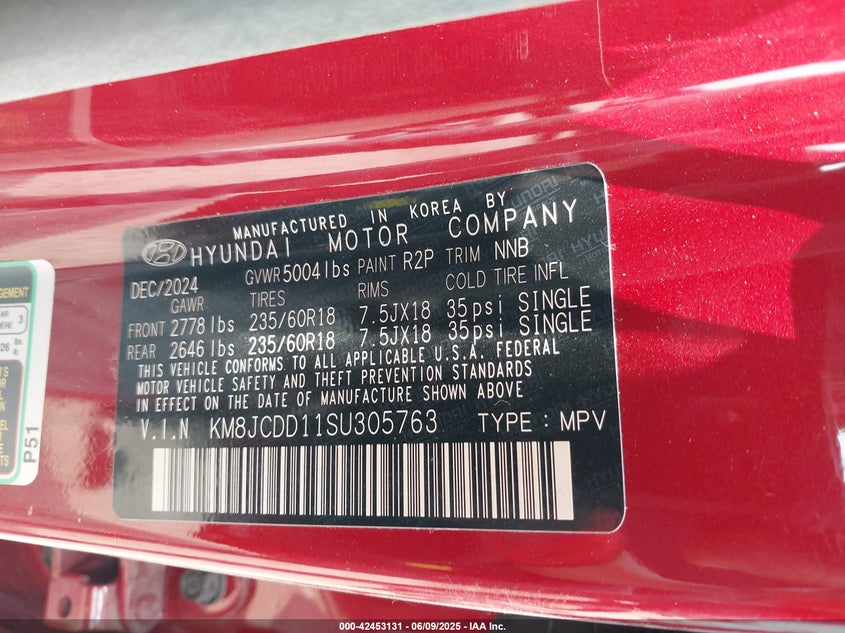 MANUFACTURED IN KOREA BY
HYUNDAI MOTOR COMPANY
DEC/2024 GVWR 5004 lbs PAINT R2P TRIM NNB
GAWR TIRES RIMS COLD TIRE INFL
FRONT 2778 lbs 235/60R18 7.5JX18 35 psi SINGLE
REAR 2646 lbs 235/60R18 7.5JX18 35 psi SINGLE
THIS VEHICLE CONFORMS TO ALL APPLICABLE U.S.A. FEDERAL
MOTOR VEHICLE SAFETY AND THEFT PREVENTION STANDARDS
IN EFFECT ON THE DATE OF MANUFACTURE SHOWN ABOVE
V.I.N KM8JCDD11SU305763 TYPE : MPV
P51
000-42453131 - 06/09/2025 - IAA Inc.